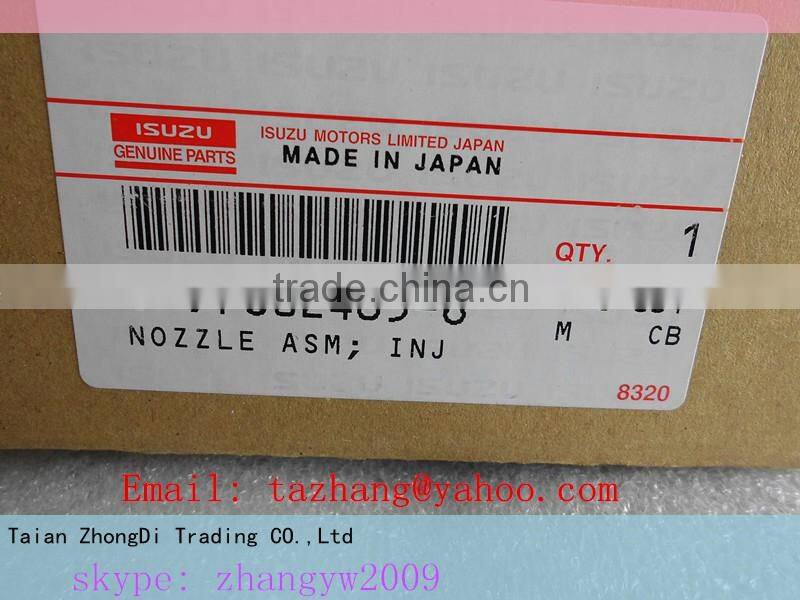 ISUZU
GENUINE PARTS
ISUZU MOTORS LIMITED JAPAN
MADE IN JAPAN
QTY. 1
trade.china.cn
NOZZLE ASM; INJ
M CB
8320
Email: tazhang@yahoo.com
Taian ZhongDi Trading CO.,Ltd
skype: zhangyw2009